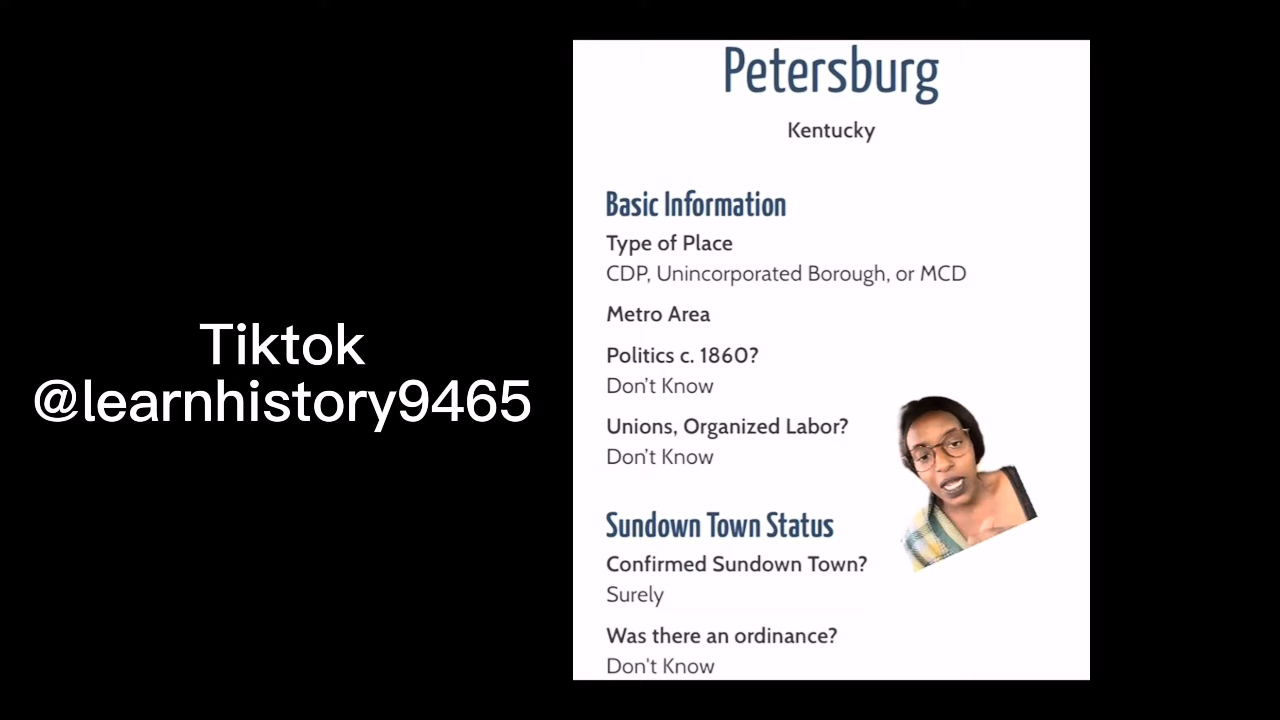 Tiktok
@learnhistory9465
Petersburg
Kentucky
Basic Information
Type of Place
CDP, Unincorporated Borough, or MCD
Metro Area
Politics c. 1860?
Don't Know
Unions, Organized Labor?
Don't Know
Sundown Town Status
Confirmed Sundown Town?
Surely
Was there an ordinance?
Don't Know